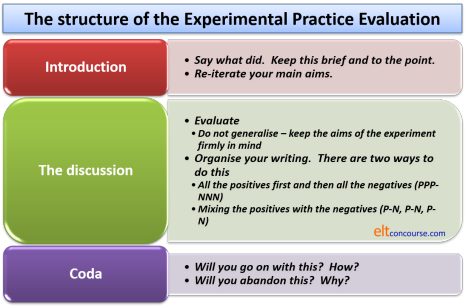 The structure of the Experimental Practice Evaluation
Introduction
• Say what did. Keep this brief and to the point.
• Re-iterate your main aims.
The discussion
• Evaluate
• Do not generalise – keep the aims of the experiment
firmly in mind
• Organise your writing. There are two ways to
do this
• All the positives first and then all the negatives (PPP-
NNN)
• Mixing the positives with the negatives (P-N, P-N, P-
N)
eltconcourse.com
Coda
• Will you go on with this? How?
• Will you abandon this? Why?